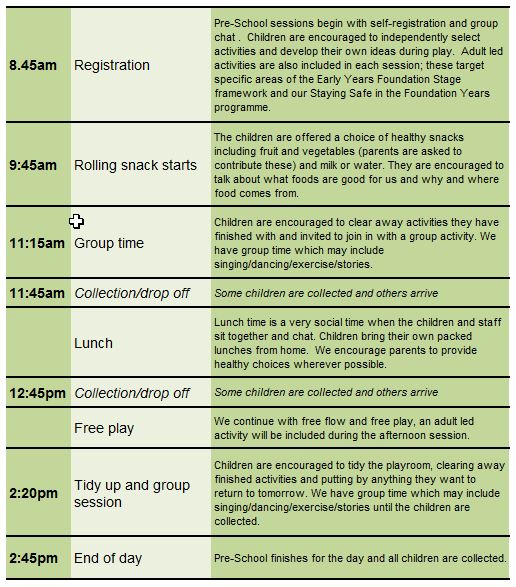 Pre-School sessions begin with self-registration and group
chat .  Children are encouraged to independently select
activities and develop their own ideas during play.  Adult led
8.45am Registration activities are also included in each session; these target
specific areas of the Early Years Foundation Stage
framework and our Staying Safe in the Foundation Years
programme.
The children are offered a choice of healthy snacks
including fruit and vegetables (parents are asked to
9:45am Rolling snack starts contribute these) and milk or water. They are encouraged to
talk about what foods are good for us and why and where
food comes from.
Children are encouraged to clear away activities they have
11:15am Group time finished with and invited to join in with a group activity. We
have group time which may include
singing/dancing/exercise/stories.
11:45am Collection/drop off Some children are collected and others arrive
Lunch time is a very social time when the children and staff
Lunch sit together and chat. Children bring their own packed
lunches from home.  We encourage parents to provide
healthy choices wherever possible.
12:45pm Collection/drop off Some children are collected and others arrive
Free play We continue with free flow and free play, an adult led
activity will be included during the afternoon session.
Children are encouraged to tidy the playroom, clearing away
finished activities and putting by anything they want to
2:20pm Tidy up and group session return to tomorrow. We have group time which may include
singing/dancing/exercise/stories until the children are
collected.
2:45pm End of day Pre-School finishes for the day and all children are collected.